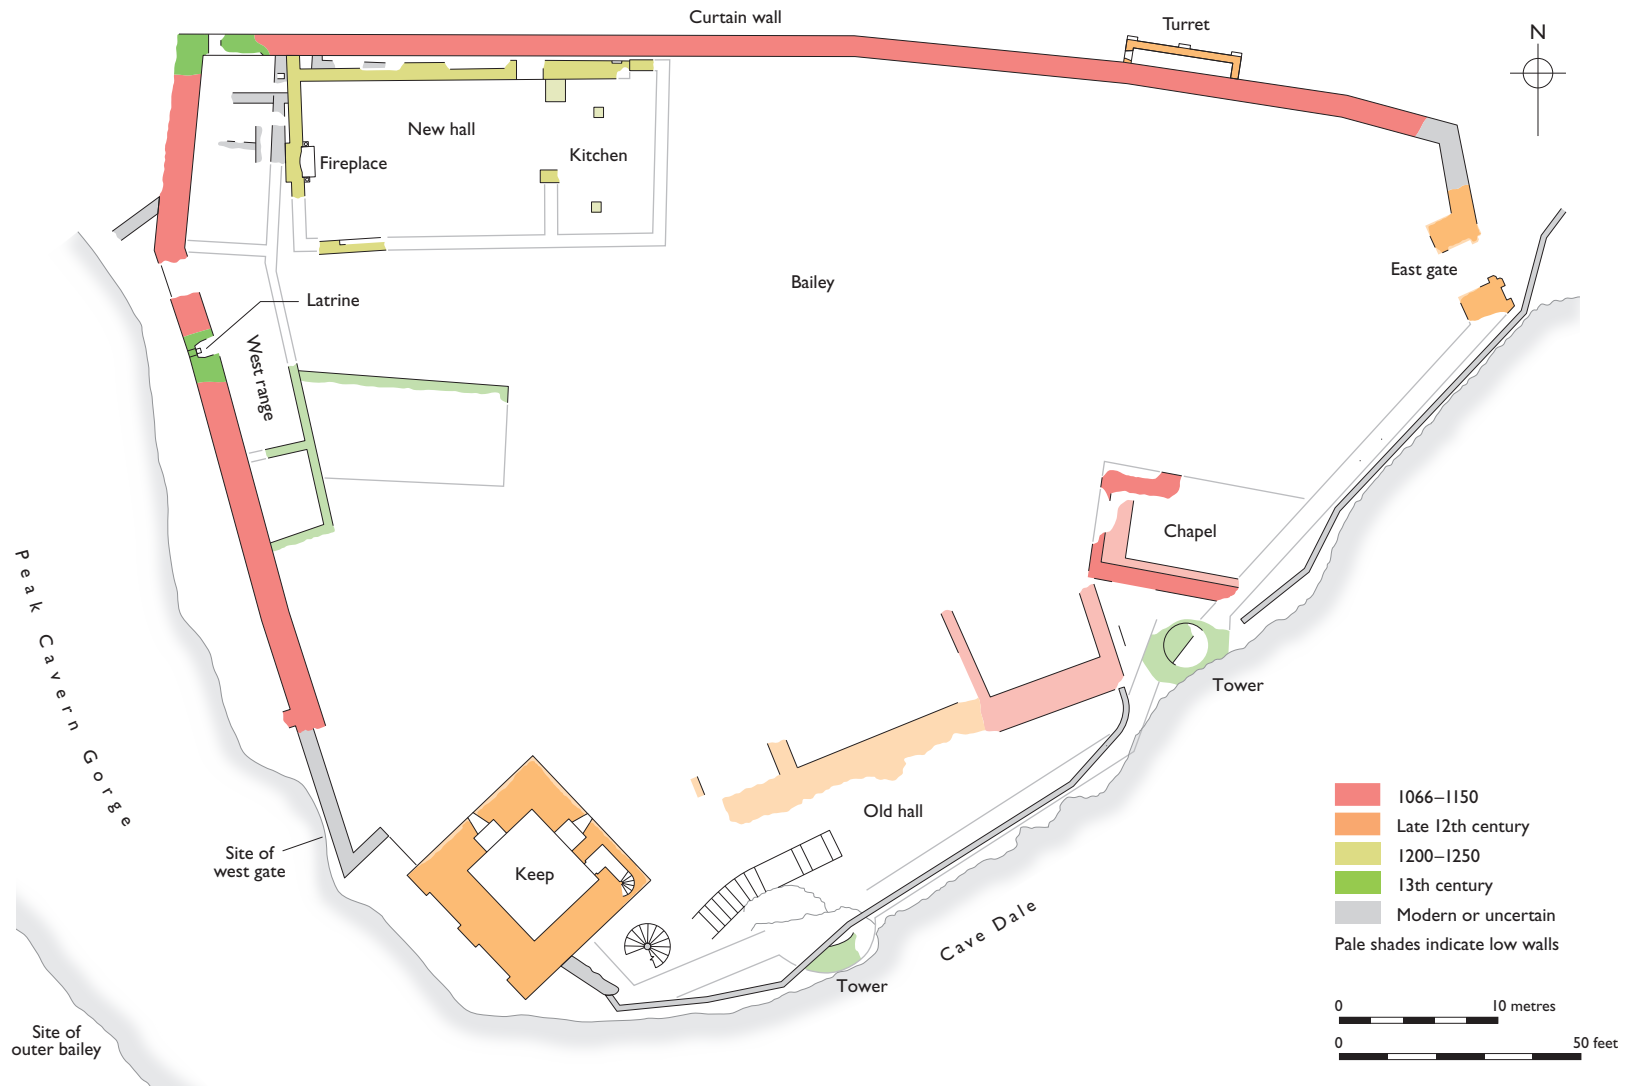 Curtain wall
Turret
N
New hall
Fireplace
Kitchen
East gate
Bailey
Latrine
West range
Chapel
Peak Cavern Gorge
Tower
Old hall
Site of
west gate
Keep
Cave Dale
Tower
Site of
outer bailey
1066–1150
Late 12th century
1200–1250
13th century
Modern or uncertain
Pale shades indicate low walls
0 10 metres
0 50 feet